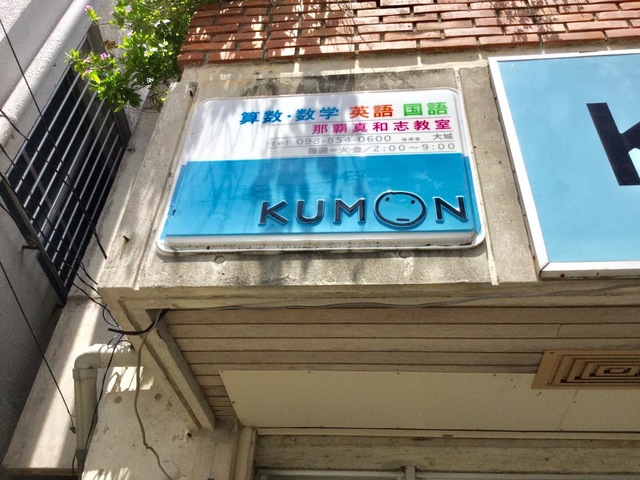 算数・数学 英語 国語
那覇真和志教室
Tel 098-854-0600 指導者 大城
毎週=火・金/2:00〜9:00
KUMON
K